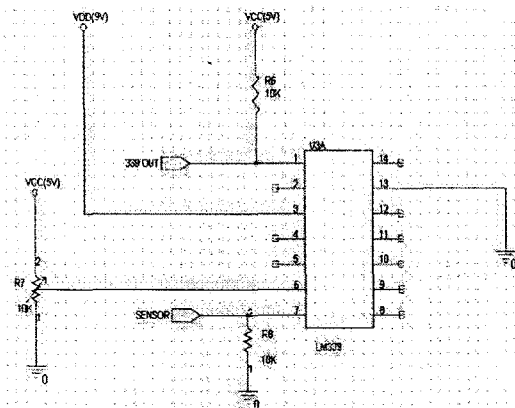 VDD(9V)
VCC(5V)
R6
10K
U3A
339 OUT
1
14
2
13
3
12
VCC(5V)
4
11
0
5
10
2
R7
10K
6
9
1
SENSOR
2
7
8
R8
10K
LM339
1
0
0